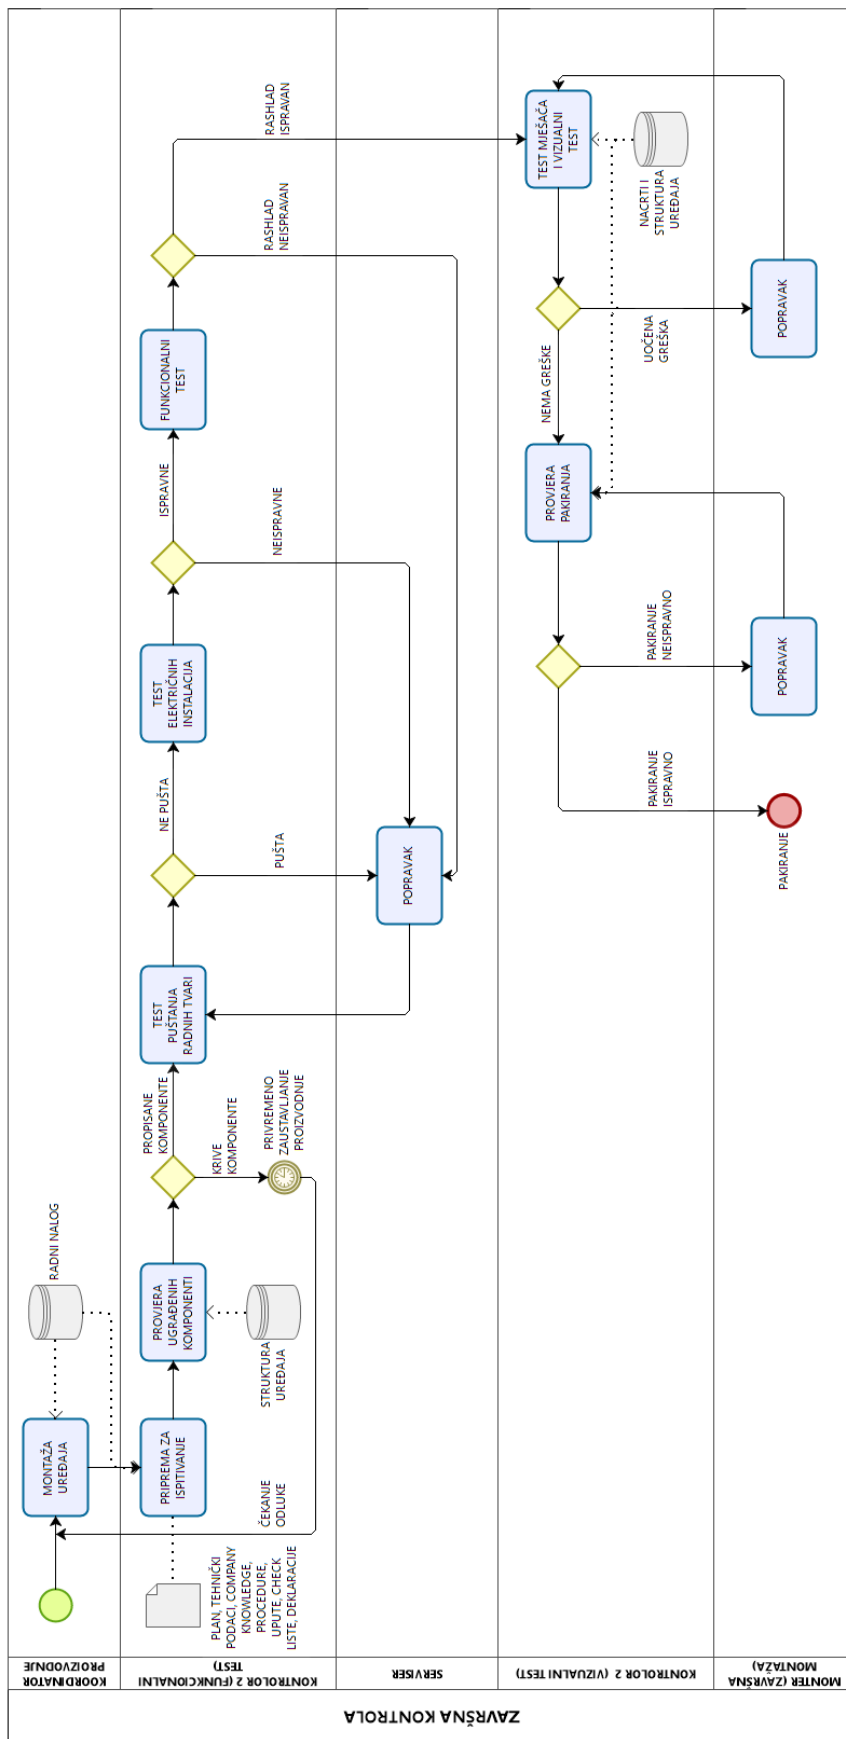 ZAVRŠNA KONTROLA
KOORDINATOR
PROIZVODNJE
MONTAŽA
UREĐAJA
RADNI NALOG
KONTROLOR 2 (FUNKCIONALNI
TEST)
PLAN, TEHNIČKI
PODACI, COMPANY
KNOWLEDGE,
PROCEDURE,
UPUTE, CHECK
LISTE, DEKLARACIJE
PRIPREMA ZA
ISPITIVANJE
ČEKANJE
ODLUKE
PROVJERA
UGRAĐENIH
KOMPONENTI
STRUKTURA
UREĐAJA
PROPISANE
KOMPONENTE
KRIVE
KOMPONENTE
PRIVREMENO
ZAUSTAVLJANJE
PROIZVODNJE
TEST
PUŠTANJA
RADNIH TVARI
NE PUŠTA
PUŠTA
TEST
ELEKTRIČNIH
INSTALACIJA
ISPRAVNE
NEISPRAVNE
FUNKCIONALNI
TEST
RASHLAD
ISPRAVAN
RASHLAD
NEISPRAVAN
SERVISER
POPRAVAK
KONTROLOR 2 (VIZUALNI TEST)
TEST MJEŠAČA
I VIZUALNI
TEST
NACRTI I
STRUKTURA
UREĐAJA
NEMA GREŠKE
UOČENA
GREŠKA
PROVJERA
PAKIRANJA
PAKIRANJE
NEISPRAVNO
PAKIRANJE
ISPRAVNO
MONTER (ZAVRŠNA
MONTAŽA)
PAKIRANJE
POPRAVAK
POPRAVAK